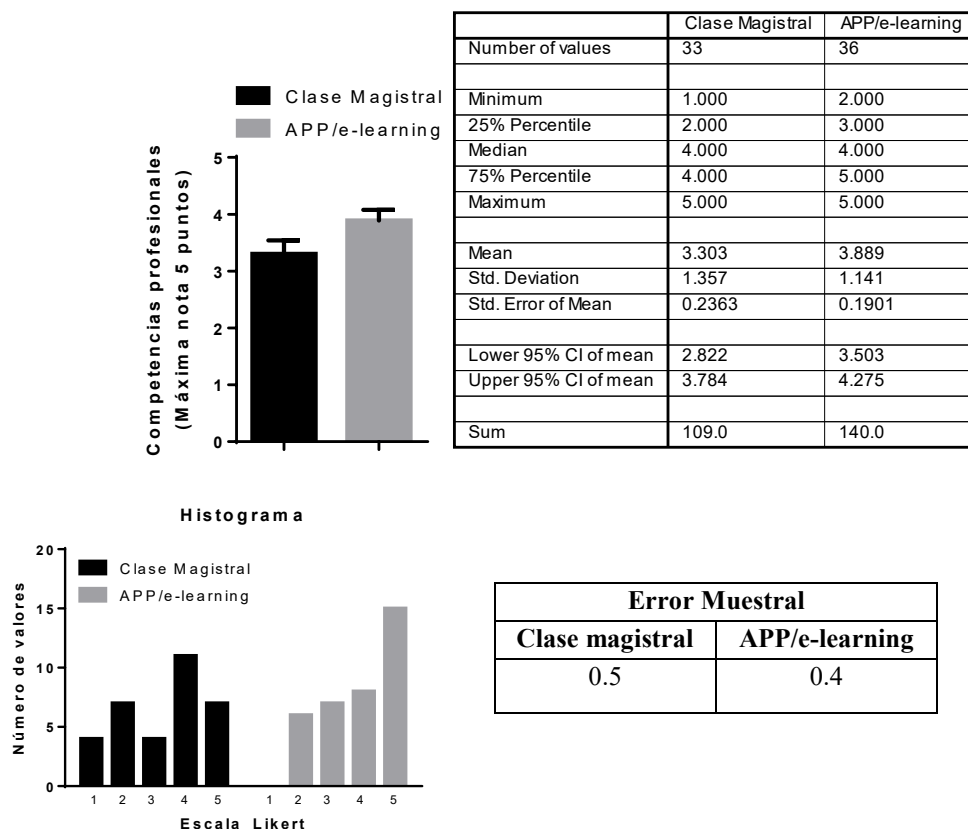 Clase Magistral
APP/e-learning
Competencias profesionales
(Máxima nota 5 puntos)
5
4
3
2
1
0
Clase Magistral APP/e-learning
Number of values 33 36
Minimum 1.000 2.000
25% Percentile 2.000 3.000
Median 4.000 4.000
75% Percentile 4.000 5.000
Maximum 5.000 5.000
Mean 3.303 3.889
Std. Deviation 1.357 1.141
Std. Error of Mean 0.2363 0.1901
Lower 95% CI of mean 2.822 3.503
Upper 95% CI of mean 3.784 4.275
Sum 109.0 140.0
Histograma
Clase Magistral
APP/e-learning
Número de valores
20
15
10
5
0
1 2 3 4 5 1 2 3 4 5
Escala Likert
Error Muestral
Clase magistral APP/e-learning
0.5 0.4